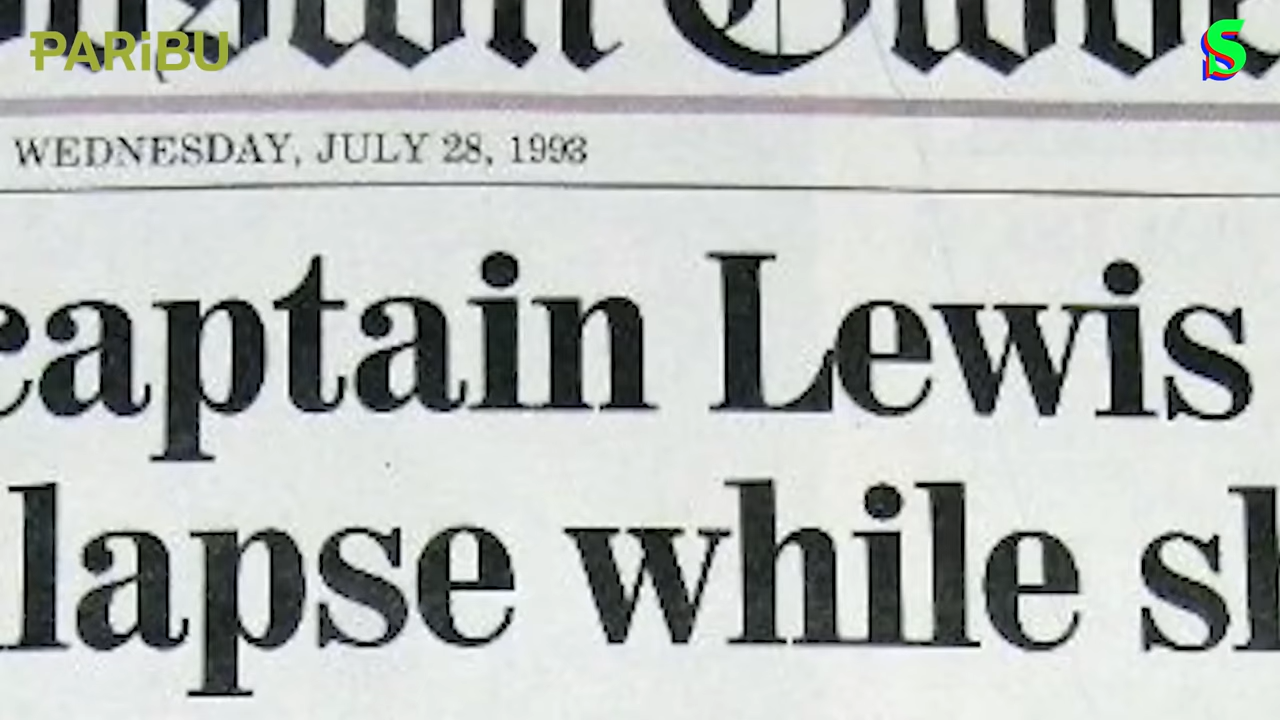 PARiBU
S
WEDNESDAY, JULY 28, 1993
captain Lewis
lapse while